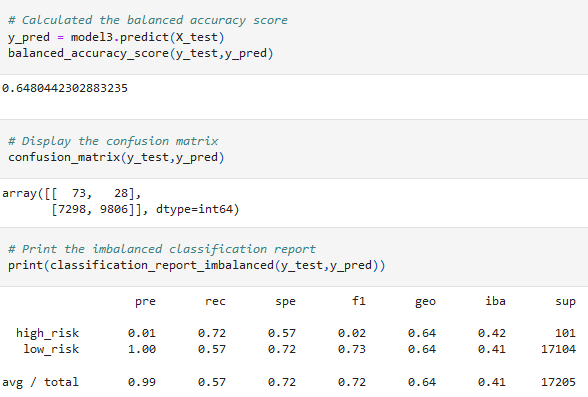 # Calculated the balanced accuracy score
y_pred = model3.predict(X_test)
balanced_accuracy_score(y_test,y_pred)
0.6480442302883235
# Display the confusion matrix
confusion_matrix(y_test,y_pred)
array([[  73,   28],
       [7298, 9806]], dtype=int64)
# Print the imbalanced classification report
print(classification_report_imbalanced(y_test,y_pred))
pre rec spe f1 geo iba sup
high_risk 0.01 0.72 0.57 0.02 0.64 0.42 101
low_risk 1.00 0.57 0.72 0.73 0.64 0.41 17104
avg / total 0.99 0.57 0.72 0.72 0.64 0.41 17205